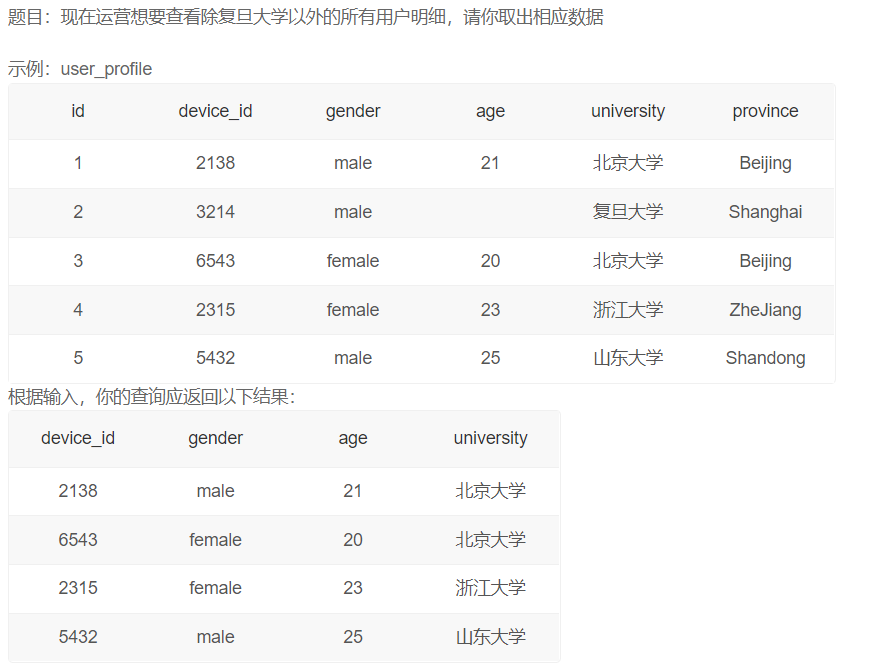 题目：现在运营想要查看除复旦大学以外的所有用户明细，请你取出相应数据
示例：user_profile
id device_id gender age university province
1 2138 male 21 北京大学 Beijing
2 3214 male 复旦大学 Shanghai
3 6543 female 20 北京大学 Beijing
4 2315 female 23 浙江大学 ZheJiang
5 5432 male 25 山东大学 Shandong
根据输入，你的查询应返回以下结果：
device_id gender age university
2138 male 21 北京大学
6543 female 20 北京大学
2315 female 23 浙江大学
5432 male 25 山东大学